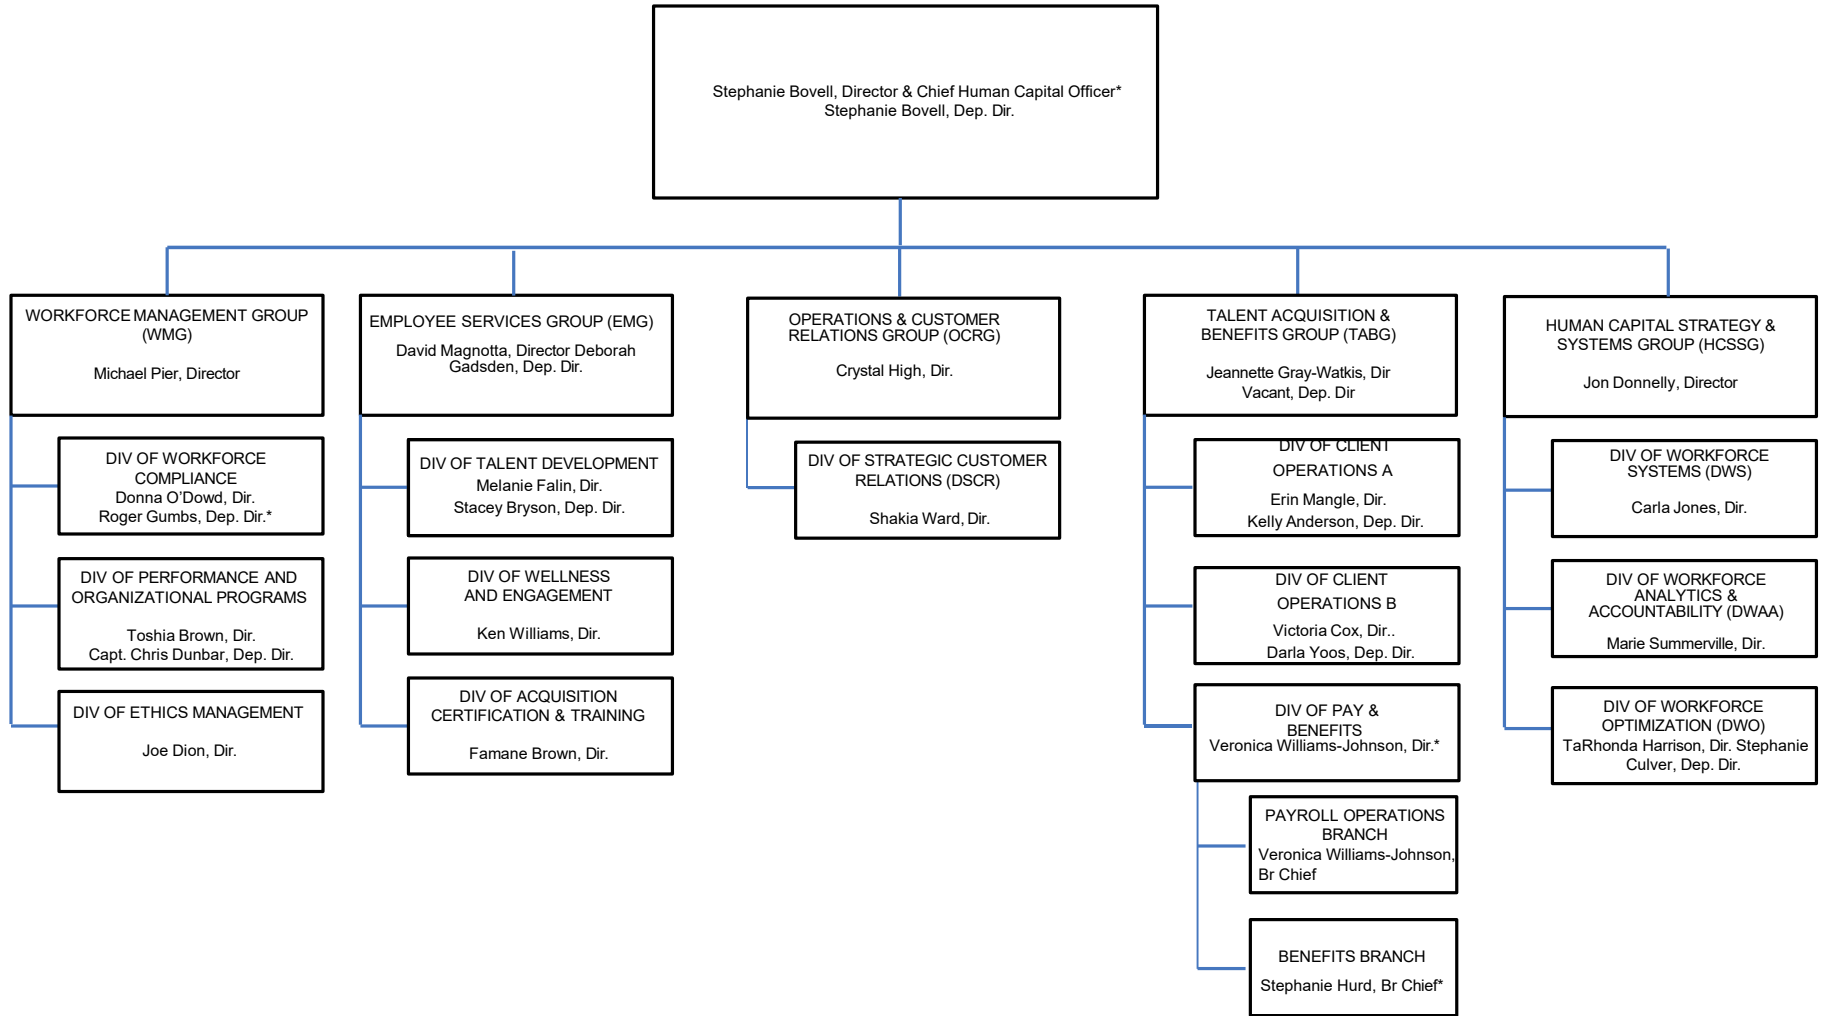 Stephanie Bovell, Director & Chief Human Capital Officer*
Stephanie Bovell, Dep. Dir.
WORKFORCE MANAGEMENT GROUP
(WMG)
Michael Pier, Director
DIV OF WORKFORCE
COMPLIANCE
Donna O’Dowd, Dir.
Roger Gumbs, Dep. Dir.*
DIV OF PERFORMANCE AND
ORGANIZATIONAL PROGRAMS
Toshia Brown, Dir.
Capt. Chris Dunbar, Dep. Dir.
DIV OF ETHICS MANAGEMENT
Joe Dion, Dir.
EMPLOYEE SERVICES GROUP (EMG)
David Magnotta, Director Deborah
Gadsden, Dep. Dir.
DIV OF TALENT DEVELOPMENT
Melanie Falin, Dir.
Stacey Bryson, Dep. Dir.
DIV OF WELLNESS
AND ENGAGEMENT
Ken Williams, Dir.
DIV OF ACQUISITION
CERTIFICATION & TRAINING
Famane Brown, Dir.
OPERATIONS & CUSTOMER
RELATIONS GROUP (OCRG)
Crystal High, Dir.
DIV OF STRATEGIC CUSTOMER
RELATIONS (DSCR)
Shakia Ward, Dir.
TALENT ACQUISITION &
BENEFITS GROUP (TABG)
Jeannette Gray-Watkis, Dir
Vacant, Dep. Dir
DIV OF CLIENT
OPERATIONS A
Erin Mangle, Dir.
Kelly Anderson, Dep. Dir.
DIV OF CLIENT
OPERATIONS B
Victoria Cox, Dir..
Darla Yoos, Dep. Dir.
DIV OF PAY &
BENEFITS
Veronica Williams-Johnson, Dir.*
PAYROLL OPERATIONS
BRANCH
Veronica Williams-Johnson,
Br Chief
BENEFITS BRANCH
Stephanie Hurd, Br Chief*
HUMAN CAPITAL STRATEGY &
SYSTEMS GROUP (HCSSG)
Jon Donnelly, Director
DIV OF WORKFORCE
SYSTEMS (DWS)
Carla Jones, Dir.
DIV OF WORKFORCE
ANALYTICS &
ACCOUNTABILITY (DWAA)
Marie Summerville, Dir.
DIV OF WORKFORCE
OPTIMIZATION (DWO)
TaRhonda Harrison, Dir. Stephanie
Culver, Dep. Dir.